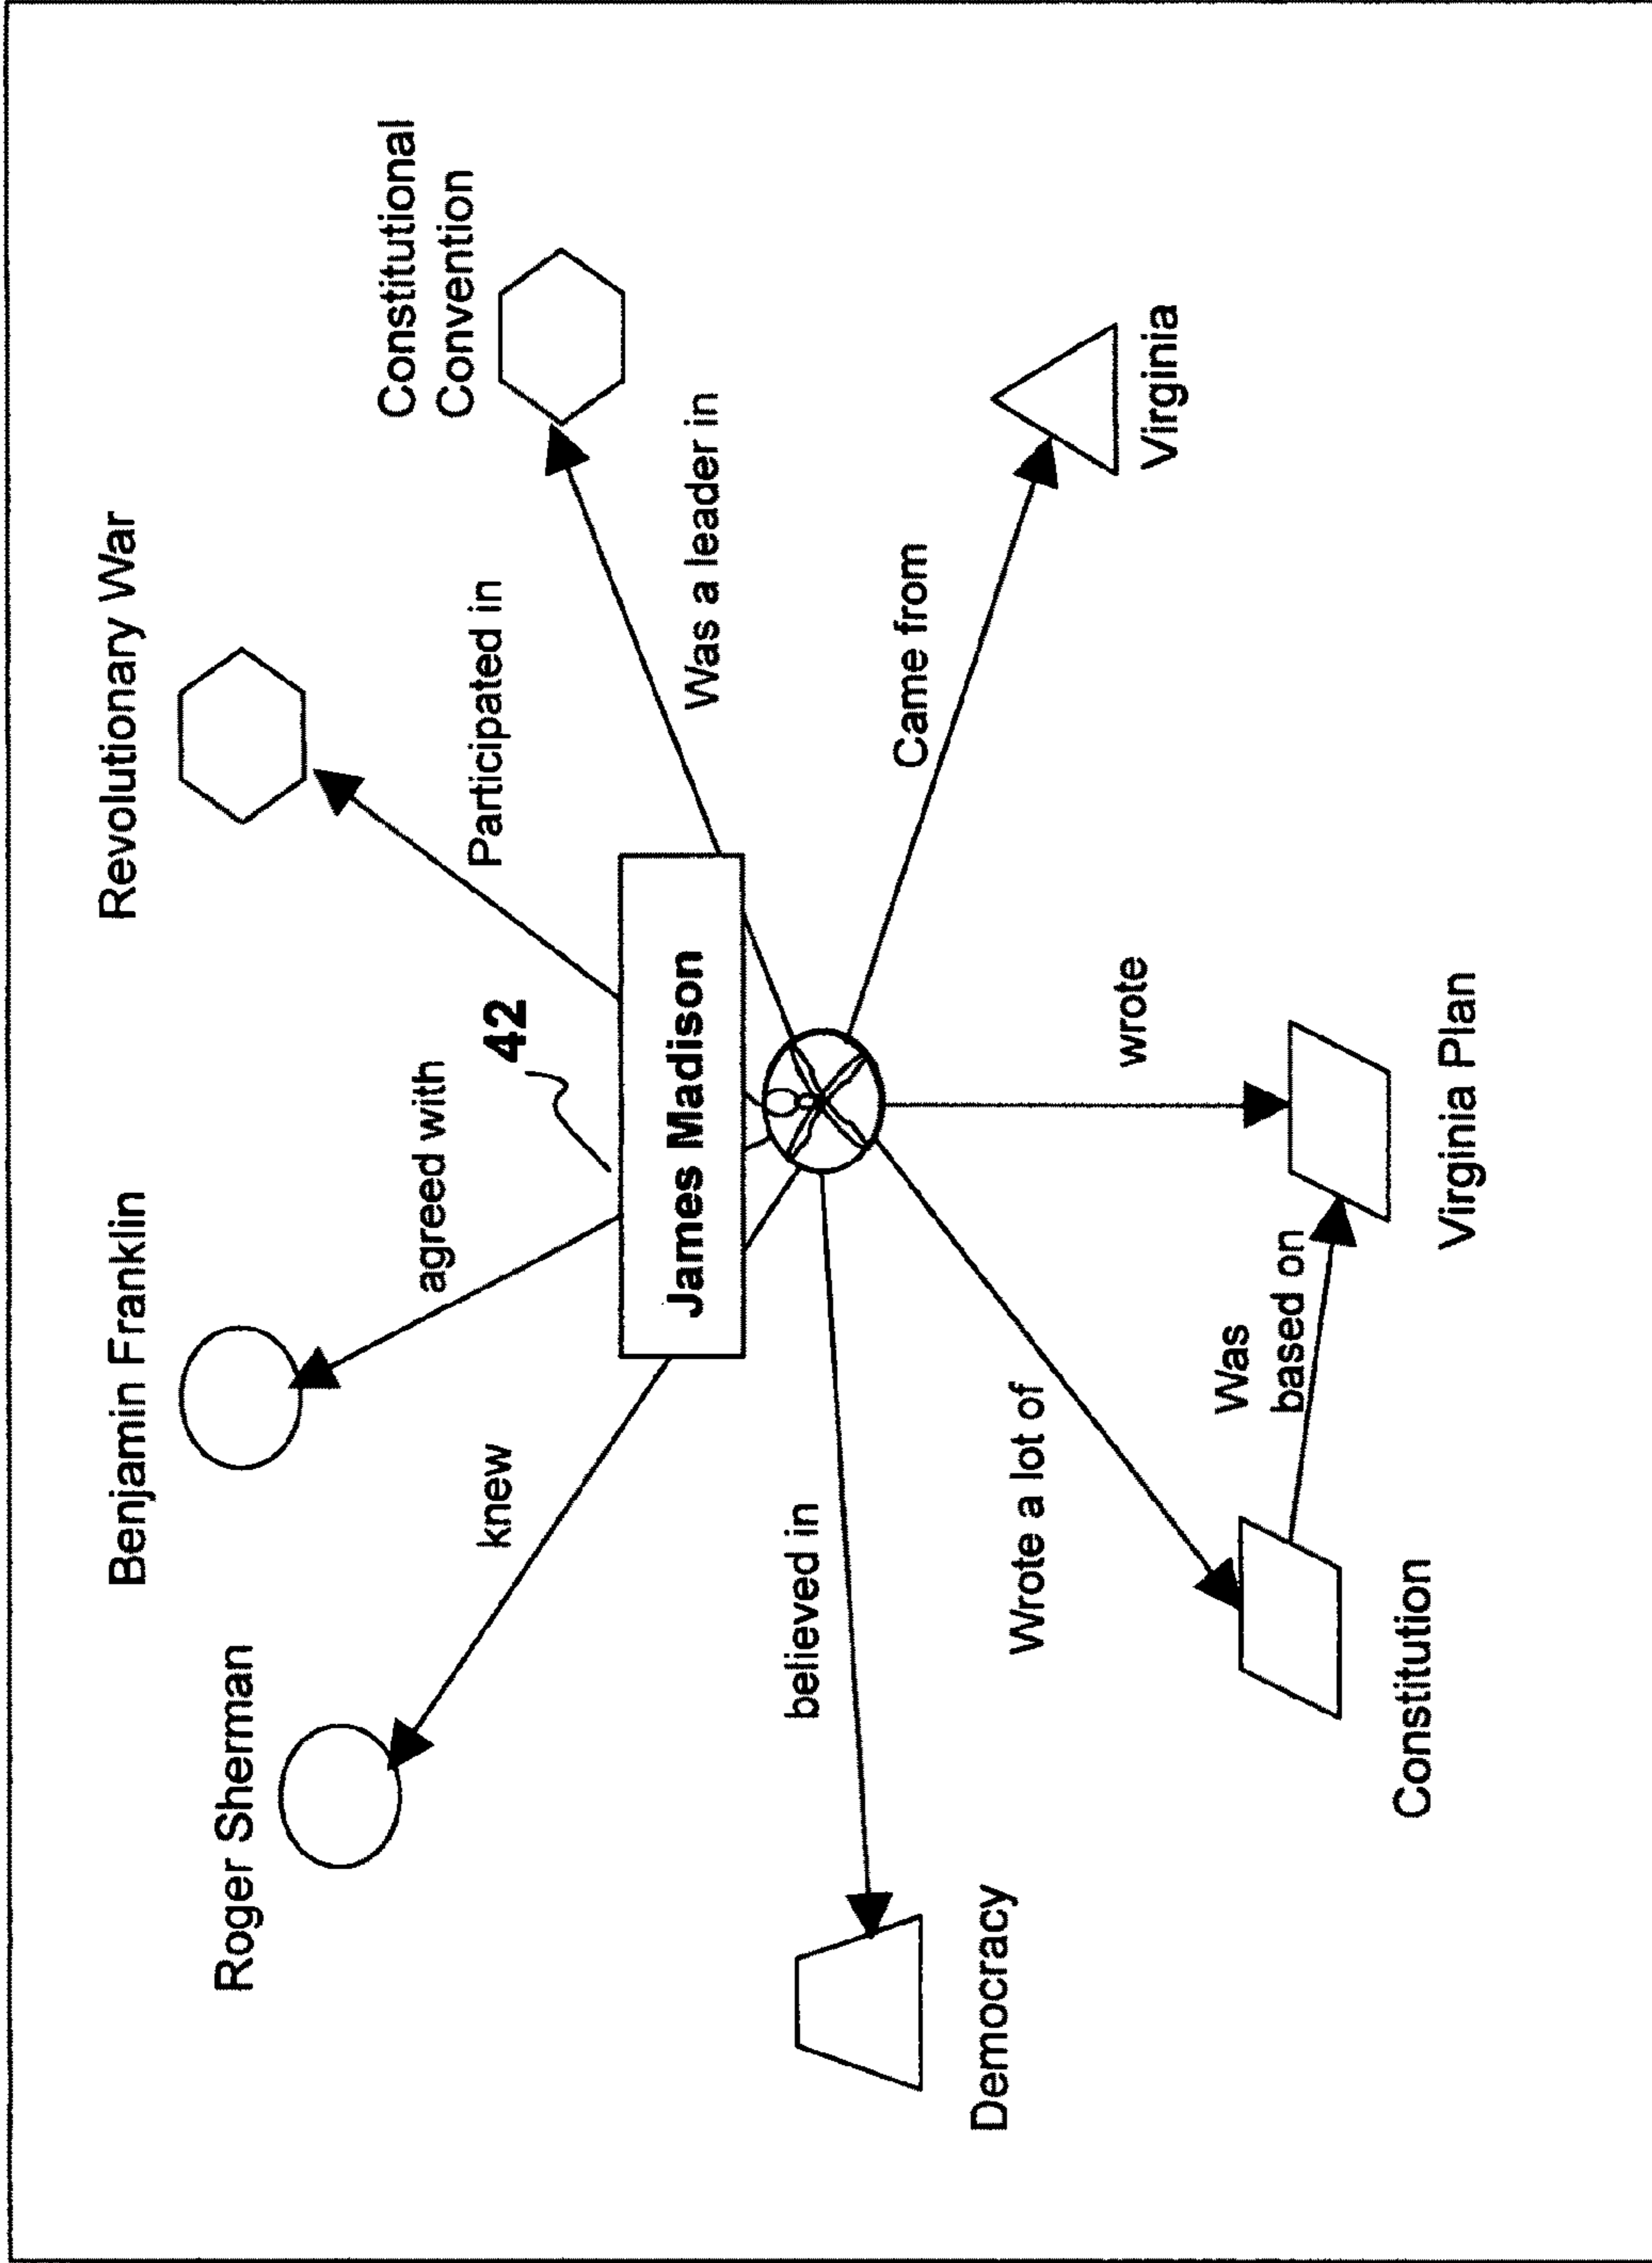 Revolutionary War
Benjamin Franklin
Roger Sherman
Constitutional
Convention
Participated in
agreed with
42
knew
Was a leader in
James Madison
believed in
Came from
Wrote a lot of
wrote
Virginia
Democracy
Was
based on
Constitution
Virginia Plan